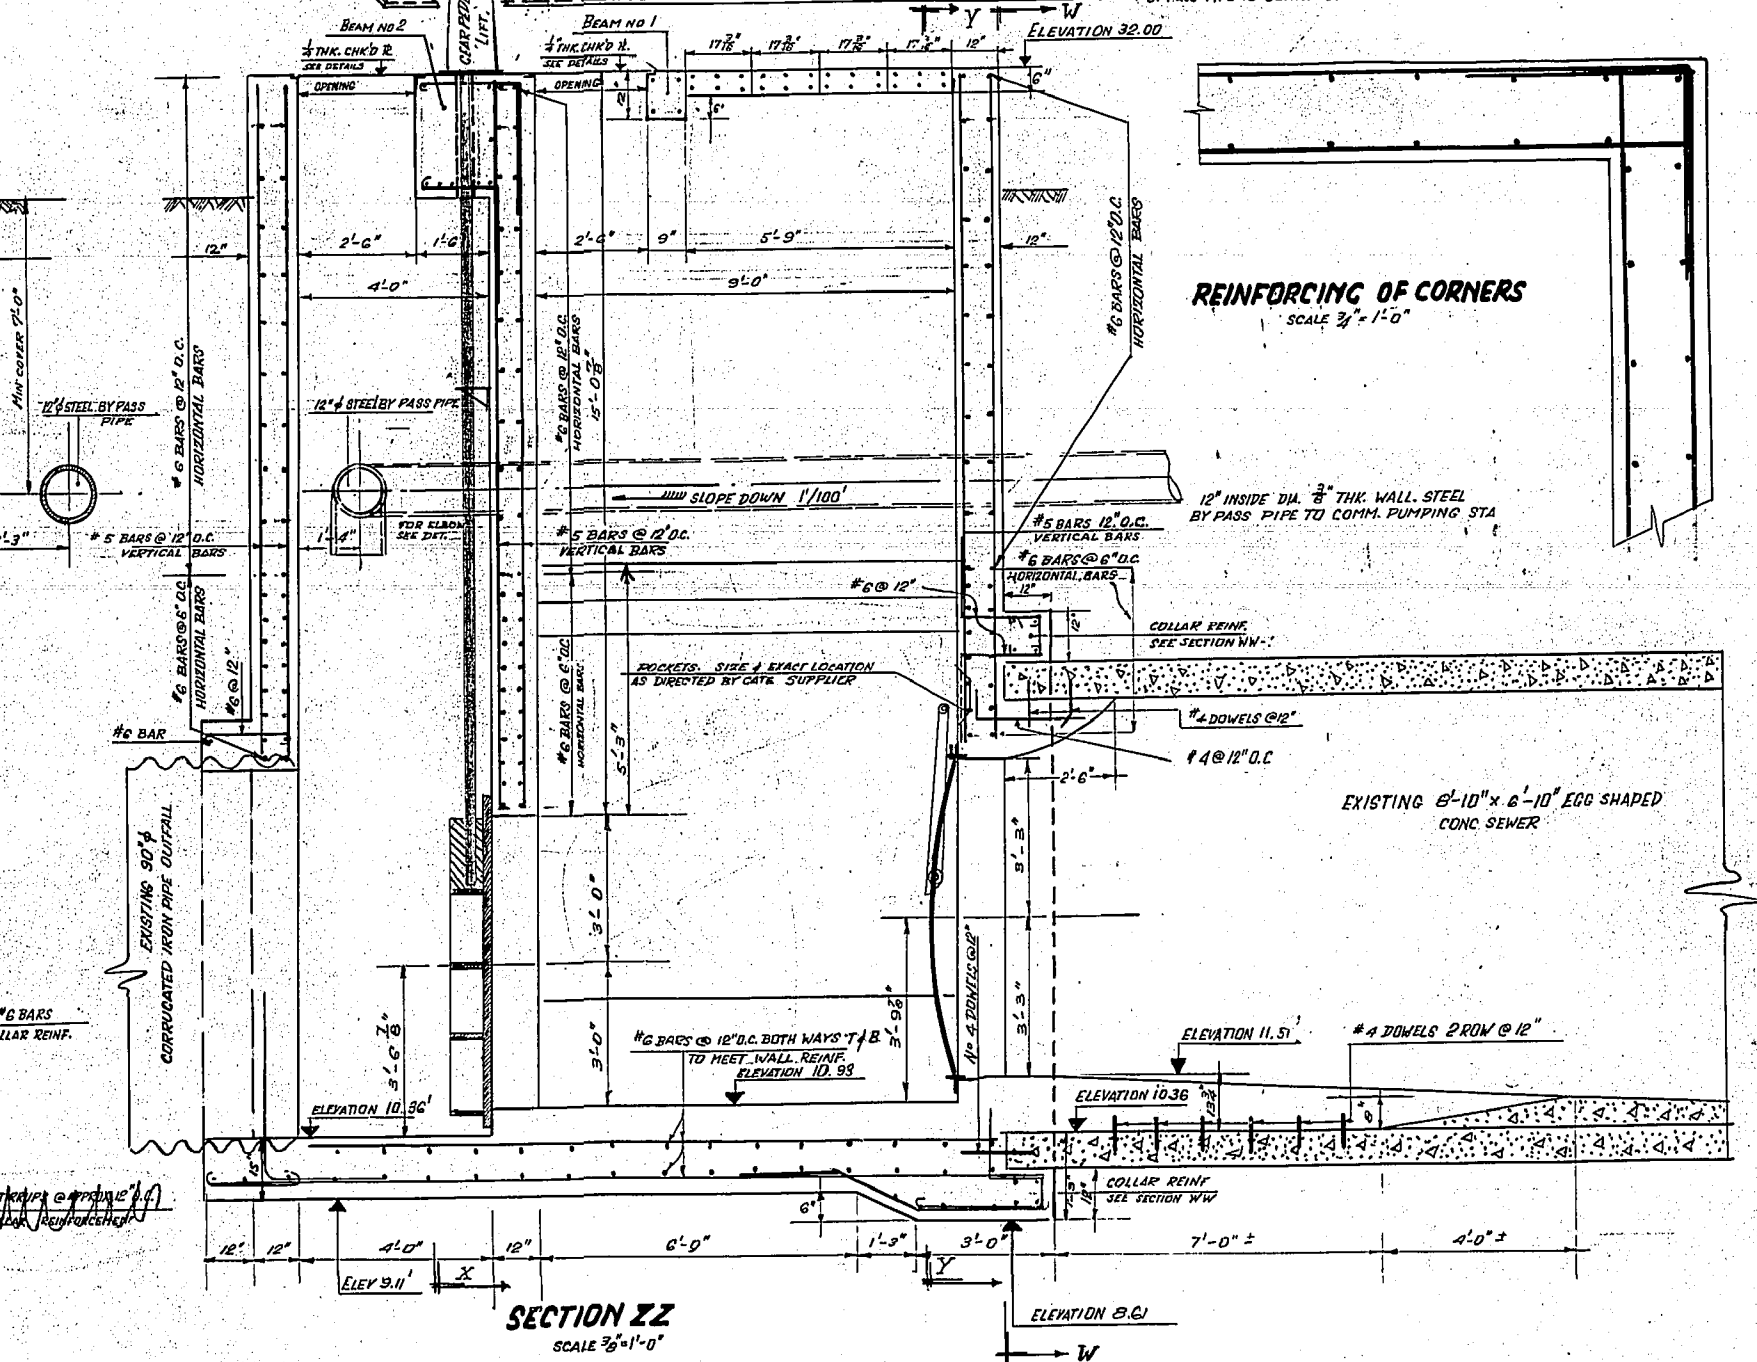 BEAM NO 2
1/4 THK. CHK'D PL.
SEE DETAILS
OPENING
LIFT.
BEAM NO 1
1/4 THK. CHK'D PL.
SEE DETAILS
OPENING
17 3/16"
17 3/16"
17 3/16"
12"
Y
W
ELEVATION 32.00
6"
12
6"
12"
2'-6"
1'-6
4'-0"
9"
5'-9"
9'-0"
12"
MIN COVER 7'-0"
#6 BARS @ 12" O.C.
HORIZONTAL BARS
#6 BARS @ 12" O.C.
HORIZONTAL BARS
15'-0 7/8"
#6 BARS @ 12" O.C.
HORIZONTAL BARS
REINFORCING OF CORNERS
SCALE 3/4" = 1'-0"
12"ϕ STEEL BY PASS
PIPE
12"ϕ STEEL BY PASS PIPE
SLOPE DOWN 1'/100'
12" INSIDE DIA. 3/8" THK. WALL. STEEL
BY PASS PIPE TO COMM. PUMPING STA
'-3"
#5 BARS @ 12" O.C.
VERTICAL BARS
1'-4"
FOR ELBOW
SEE DET.
#5 BARS @ 12" O.C.
VERTICAL BARS
#5 BARS 12" O.C.
VERTICAL BARS
#6 BARS @ 6" O.C.
HORIZONTAL BARS
12"
12"
#6 @ 12"
COLLAR REINF.
SEE SECTION WW
#6 BARS @ 6" O.C.
HORIZONTAL BARS
#6 @ 12"
#6 BARS @ 6" O.C.
HORIZONTAL BARS
5'-3"
POCKETS. SIZE & EXACT LOCATION
AS DIRECTED BY GATE SUPPLIER
#4 DOWELS @ 12"
#4 @ 12" O.C
2'-6"
#6 BAR
EXISTING 8'-10" x 6'-10" EGG SHAPED
CONC SEWER
EXISTING 90"ϕ
CORRUGATED IRON PIPE OUTFALL
3'-0"
3'-0"
3'-6 7/8"
3'-3"
3'-3"
No 4 DOWELS @ 12"
#6 BARS
LLAR REINF.
#6 BARS @ 12" O.C. BOTH WAYS T & B.
TO MEET WALL REINF.
ELEVATION 10.93
ELEVATION 11.51'
#4 DOWELS 2 ROW @ 12"
ELEVATION 10.36'
ELEVATION 10.36
8"
15"
6"
12"
COLLAR REINF
SEE SECTION WW
12"
12"
4'-0"
12"
6'-0"
1'-3"
3'-0"
7'-0" ±
4'-0" ±
ELEV 9.11'
X
Y
ELEVATION 8.61
SECTION ZZ
SCALE 3/8"=1'-0"
W